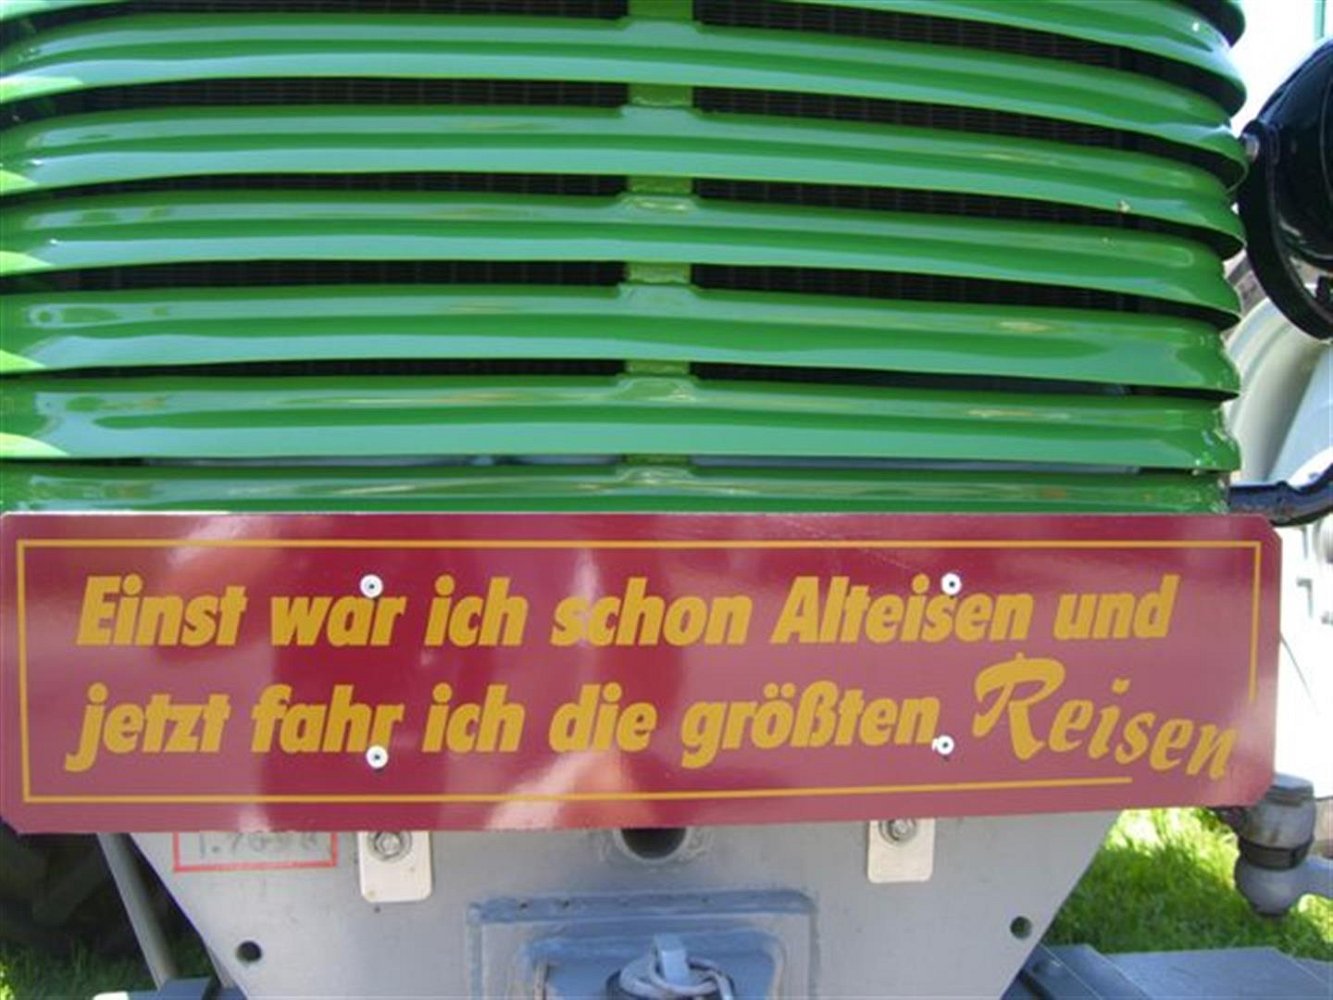 Einst war ich schon Alteisen und
jetzt fahr ich die größten Reisen